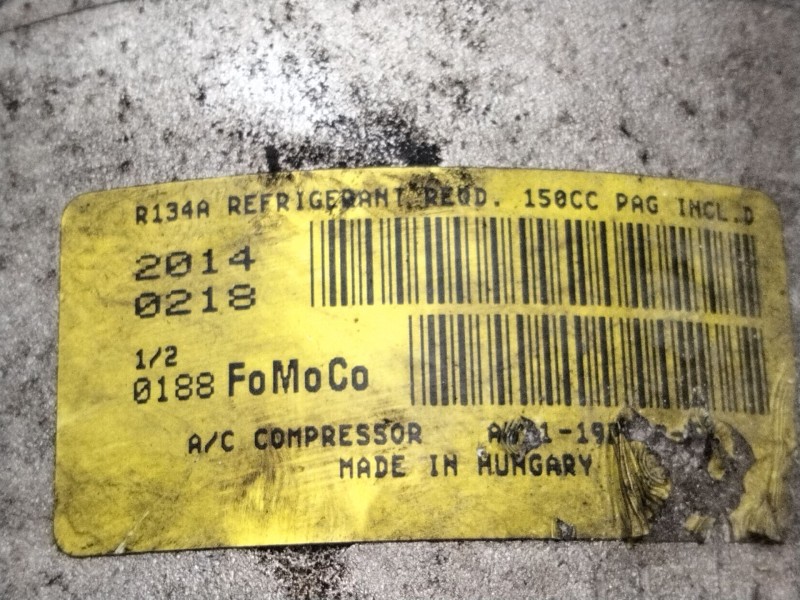 R134A REFRIGERANT REQD. 150CC PAG INCL.D
2014
0218
1/2
0188 FoMoCo
A/C COMPRESSOR
MADE IN HUNGARY